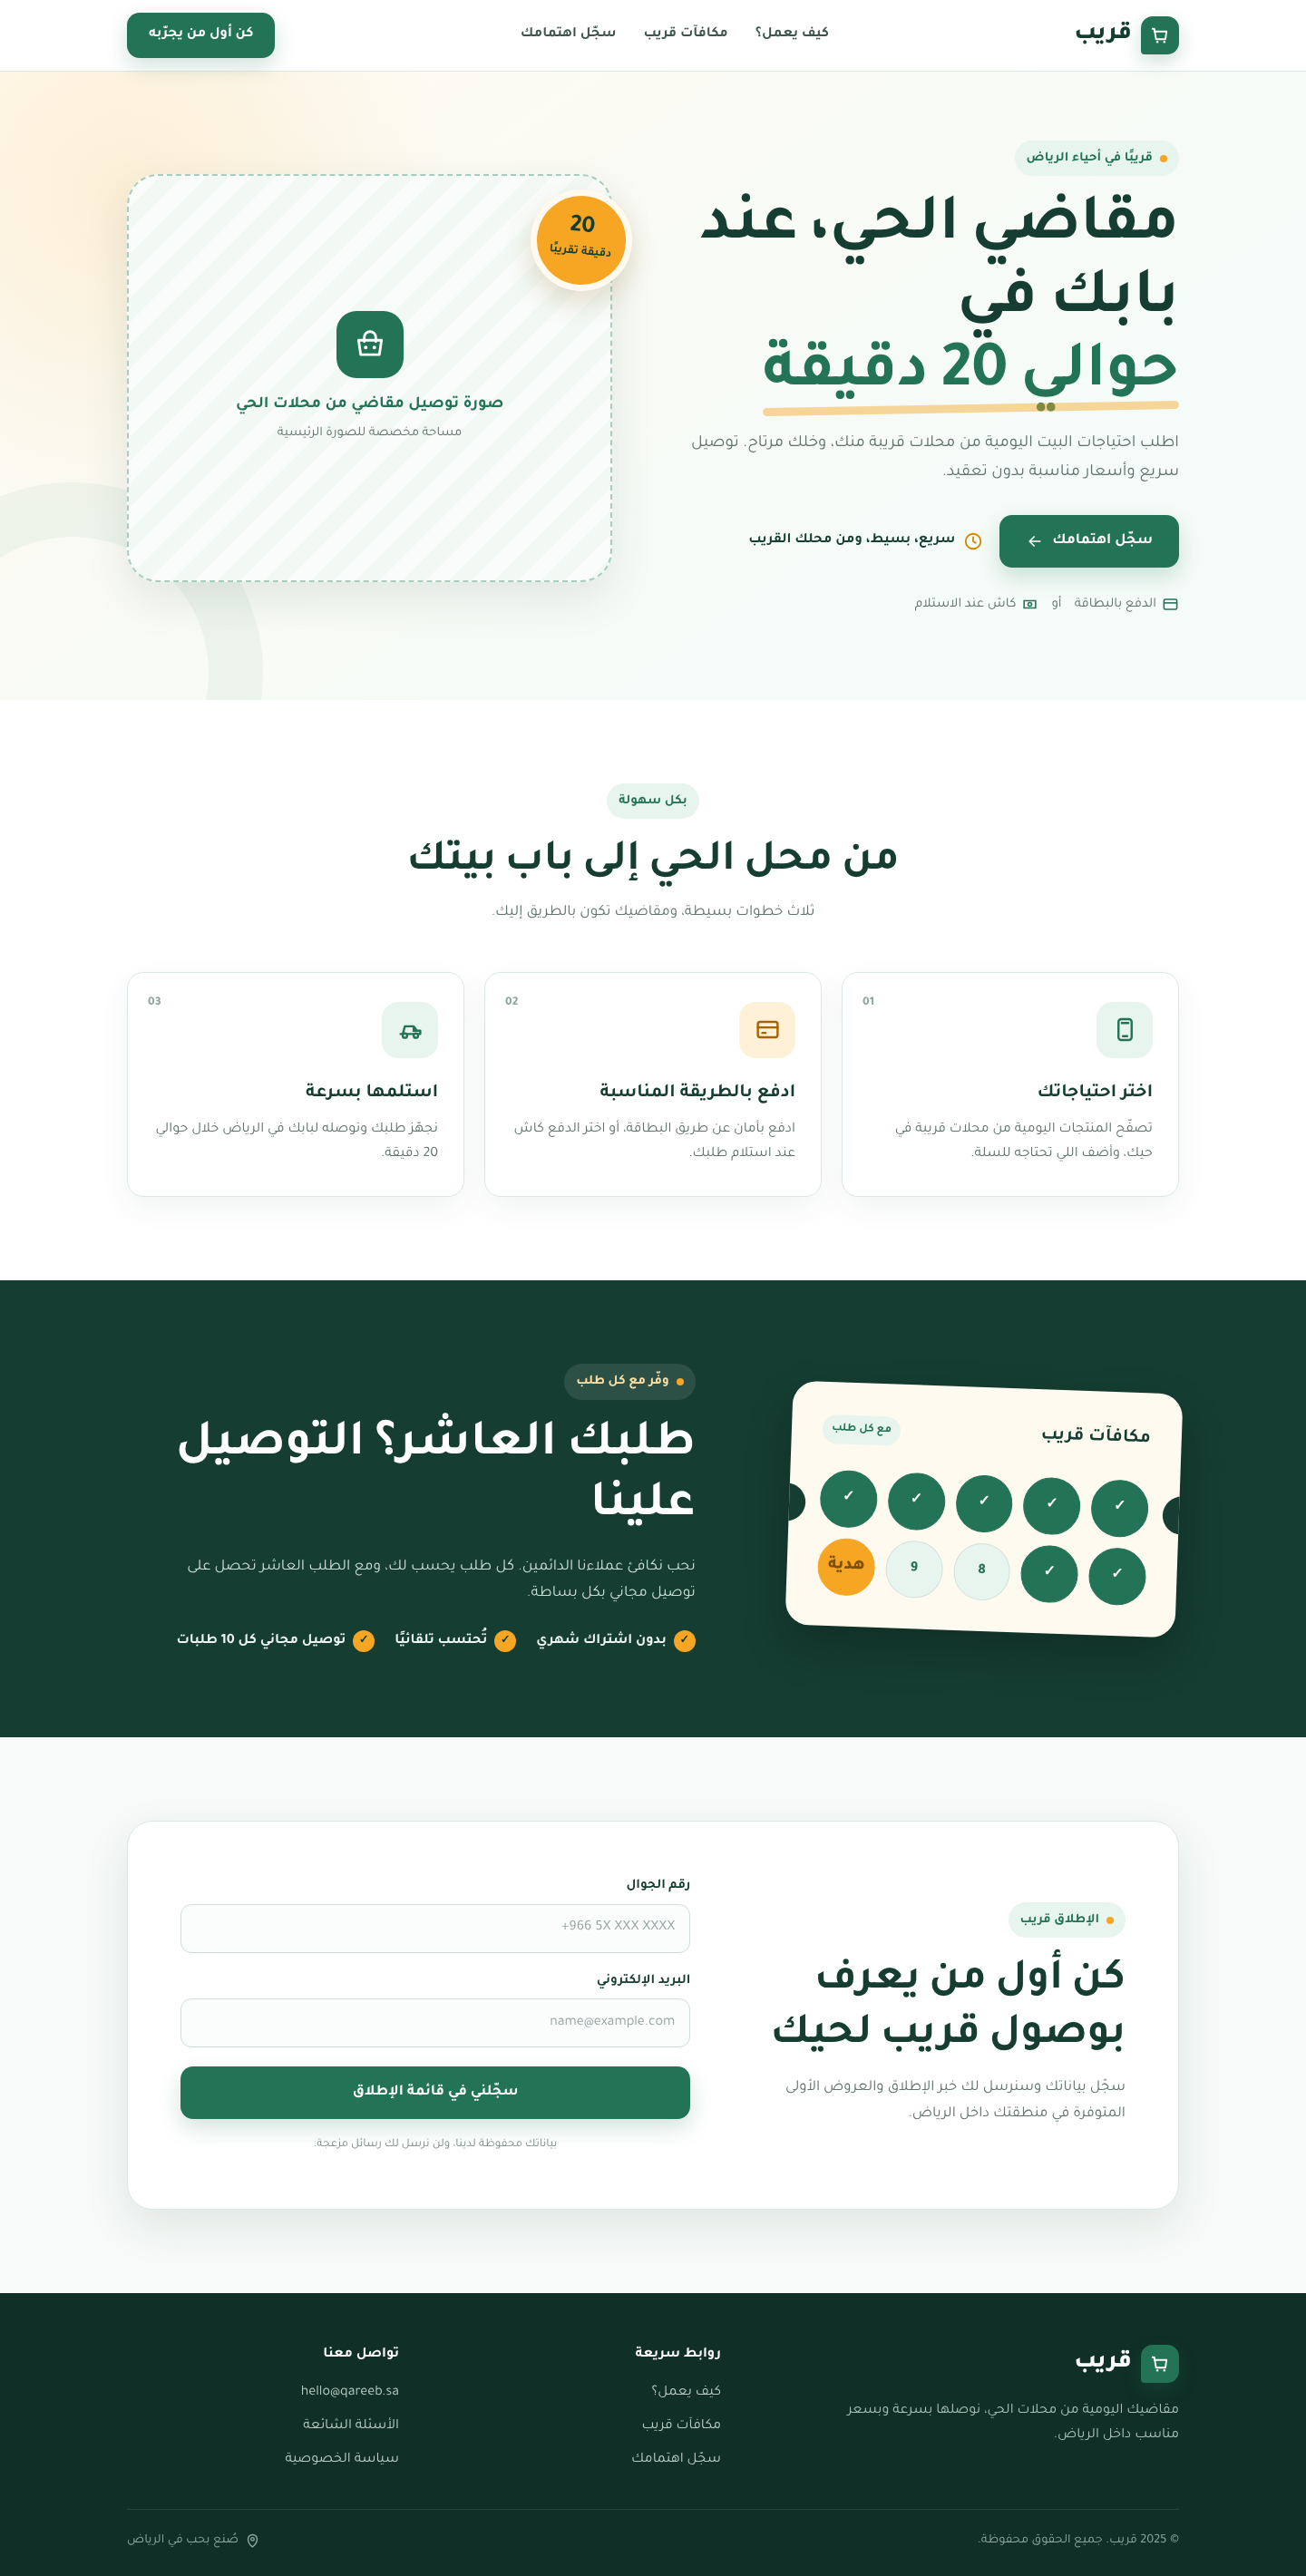 قريب
كيف يعمل؟
مكافآت قريب
سجّل اهتمامك
كن أول من يجرّبه
قريبًا في أحياء الرياض
مقاضي الحي، عند
بابك في
حوالي 20 دقيقة
اطلب احتياجات البيت اليومية من محلات قريبة منك، وخلك مرتاح. توصيل
سريع وأسعار مناسبة بدون تعقيد.
سجّل اهتمامك ←
سريع، بسيط، ومن محلك القريب
الدفع بالبطاقة
أو
كاش عند الاستلام
20
دقيقة تقريبًا
صورة توصيل مقاضي من محلات الحي
مساحة مخصصة للصورة الرئيسية
بكل سهولة
من محل الحي إلى باب بيتك
ثلاث خطوات بسيطة، ومقاضيك تكون بالطريق إليك.
01
اختر احتياجاتك
تصفّح المنتجات اليومية من محلات قريبة في
حيك، وأضف اللي تحتاجه للسلة.
02
ادفع بالطريقة المناسبة
ادفع بأمان عن طريق البطاقة، أو اختر الدفع كاش
عند استلام طلبك.
03
استلمها بسرعة
نجهّز طلبك ونوصله لبابك في الرياض خلال حوالي
20 دقيقة.
مكافآت قريب
مع كل طلب
✓ ✓ ✓ ✓ ✓
✓ ✓ 8 9 هدية
وفّر مع كل طلب
طلبك العاشر؟ التوصيل
علينا
نحب نكافئ عملاءنا الدائمين. كل طلب يحسب لك، ومع الطلب العاشر تحصل على
توصيل مجاني بكل بساطة.
✓ بدون اشتراك شهري
✓ تُحتسب تلقائيًا
✓ توصيل مجاني كل 10 طلبات
الإطلاق قريب
كن أول من يعرف
بوصول قريب لحيك
سجّل بياناتك وسنرسل لك خبر الإطلاق والعروض الأولى
المتوفرة في منطقتك داخل الرياض.
رقم الجوال
+966 5X XXX XXXX
البريد الإلكتروني
name@example.com
سجّلني في قائمة الإطلاق
بياناتك محفوظة لدينا، ولن نرسل لك رسائل مزعجة.
قريب
مقاضيك اليومية من محلات الحي، نوصلها بسرعة وبسعر
مناسب داخل الرياض.
روابط سريعة
كيف يعمل؟
مكافآت قريب
سجّل اهتمامك
تواصل معنا
hello@qareeb.sa
الأسئلة الشائعة
سياسة الخصوصية
© 2025 قريب. جميع الحقوق محفوظة.
صُنع بحب في الرياض